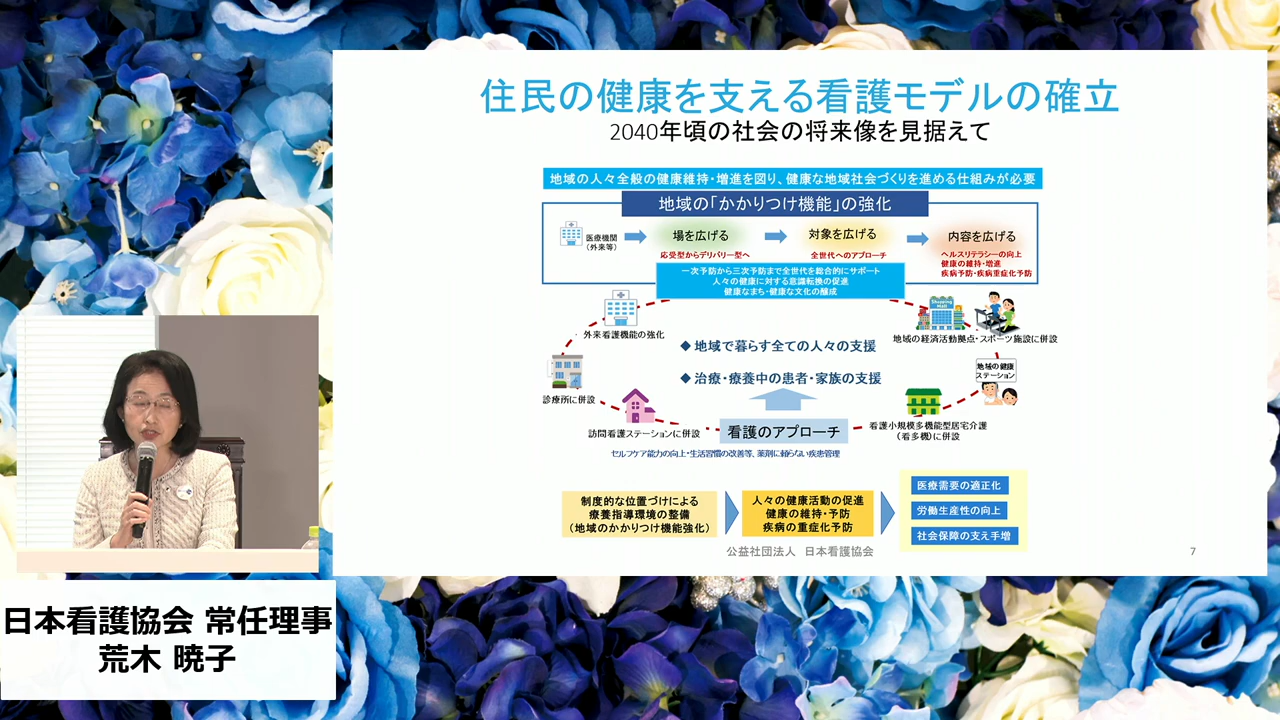 住民の健康を支える看護モデルの確立
2040年頃の社会の将来像を見据えて
地域の人々全般の健康維持・増進を図り、健康な地域社会づくりを進める仕組みが必要
地域の「かかりつけ機能」の強化
医療機関
（外来等）
場を広げる
応受型からデリバリー型へ
対象を広げる
全世代へのアプローチ
内容を広げる
ヘルスリテラシーの向上
健康の維持・増進
疾病予防・疾病重症化予防
一次予防から三次予防まで全世代を総合的にサポート
人々の健康に対する意識転換の促進
健康なまち・健康な文化の醸成
外来看護機能の強化
Shopping
Mall
地域の経済活動拠点・スポーツ施設に併設
◆ 地域で暮らす全ての人々の支援
◆ 治療・療養中の患者・家族の支援
診療所に併設
地域の健康
ステーション
訪問看護ステーションに併設
看護のアプローチ
看護小規模多機能型居宅介護
（看多機）に併設
セルフケア能力の向上・生活習慣の改善等、薬剤に頼らない疾患管理
制度的な位置づけによる
療養指導環境の整備
（地域のかかりつけ機能強化）
人々の健康活動の促進
健康の維持・予防
疾病の重症化予防
医療需要の適正化
労働生産性の向上
社会保障の支え手増
公益社団法人 日本看護協会
7
日本看護協会 常任理事
荒木 暁子